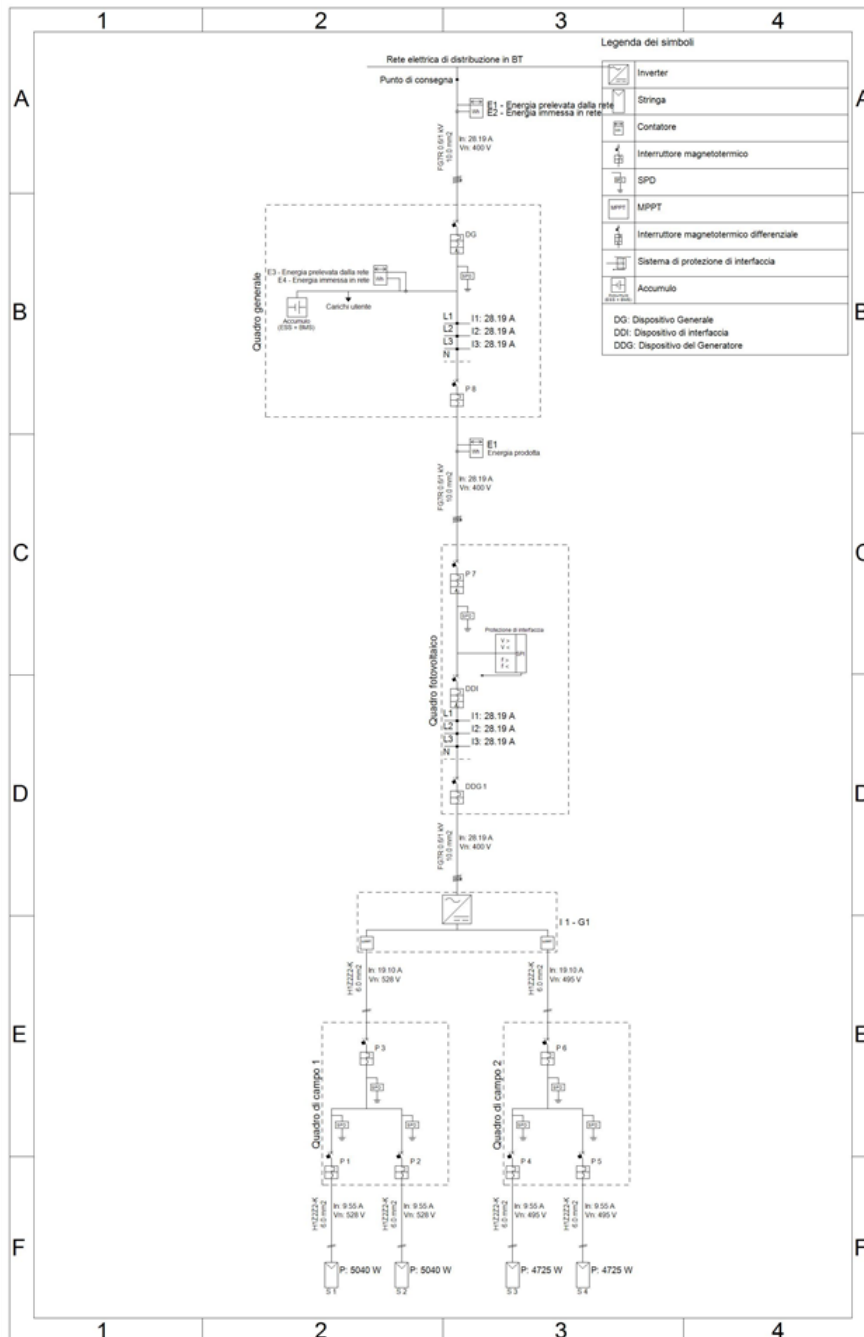 1 2 3 4
Legenda dei simboli
Inverter
Stringa
Contatore
Interruttore magnetotermico
SPD
MPPT
MPPT
Interruttore magnetotermico differenziale
Sistema di protezione di interfaccia
Accumulo
(ESS + BMS)
DG: Dispositivo Generale
DDI: Dispositivo di interfaccia
DDG: Dispositivo del Generatore
A A
Rete elettrica di distribuzione in BT
Punto di consegna
E1 - Energia prelevata dalla rete
E2 - Energia immessa in rete
FG7R 0.6/1 kV
10.0 mm2
In: 28.19 A
Vn: 400 V
B B
Quadro generale
DG
SPD
E3 - Energia prelevata dalla rete
E4 - Energia immessa in rete
Accumulo
(ESS + BMS)
Carichi utente
L1 I1: 28.19 A
L2 I2: 28.19 A
L3 I3: 28.19 A
N
P 8
E1
Energia prodotta
FG7R 0.6/1 kV
10.0 mm2
In: 28.19 A
Vn: 400 V
C C
Quadro fotovoltaico
P 7
SPD
Protezione di interfaccia
V >
V <
F >
F <
SPI
DDI
L1 I1: 28.19 A
L2 I2: 28.19 A
L3 I3: 28.19 A
N
D D
DDG 1
FG7R 0.6/1 kV
10.0 mm2
In: 28.19 A
Vn: 400 V
I 1 - G1
MPPT MPPT
H1Z2Z2-K
6.0 mm2
In: 19.10 A
Vn: 528 V
H1Z2Z2-K
6.0 mm2
In: 19.10 A
Vn: 495 V
E E
Quadro di campo 1
P 3
SPD
SPD SPD
P 1 P 2
Quadro di campo 2
P 6
SPD
SPD SPD
P 4 P 5
F F
H1Z2Z2-K
6.0 mm2
In: 9.55 A
Vn: 528 V
H1Z2Z2-K
6.0 mm2
In: 9.55 A
Vn: 528 V
H1Z2Z2-K
6.0 mm2
In: 9.55 A
Vn: 495 V
H1Z2Z2-K
6.0 mm2
In: 9.55 A
Vn: 495 V
P: 5040 W P: 5040 W P: 4725 W P: 4725 W
S 1 S 2 S 3 S 4
1 2 3 4